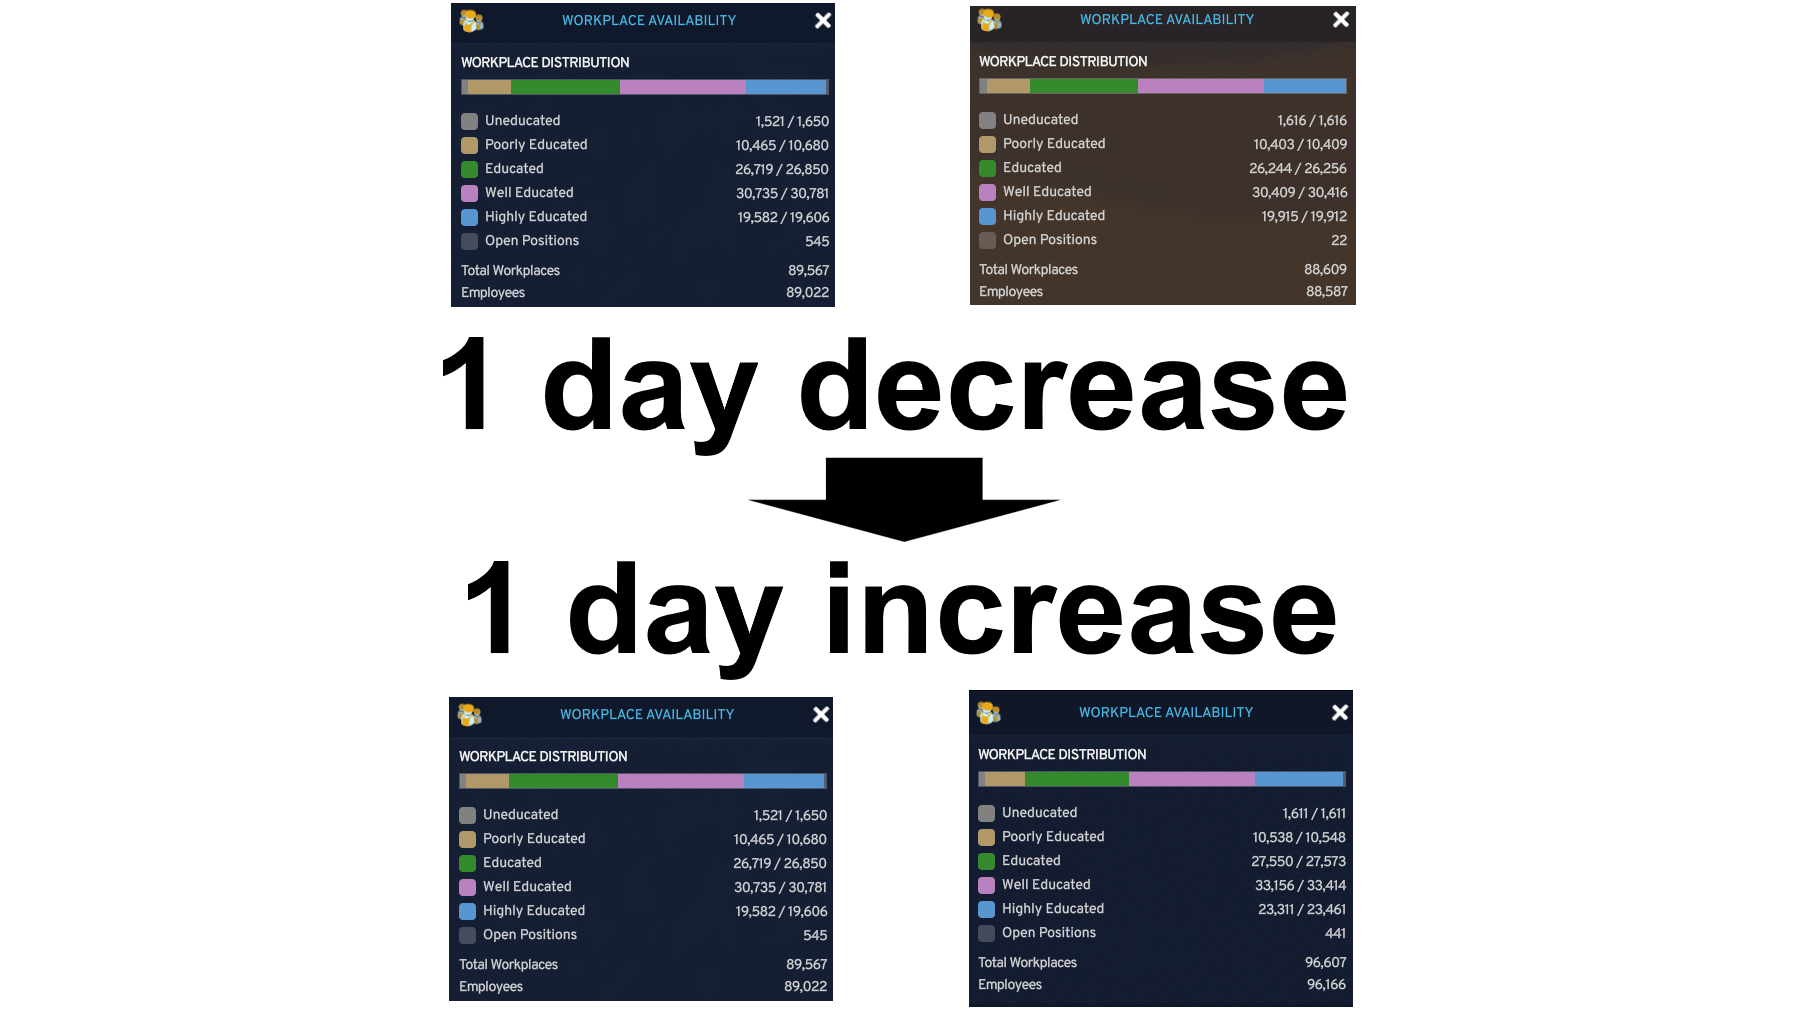 WORKPLACE AVAILABILITY
WORKPLACE DISTRIBUTION
Uneducated 1,521 / 1,650
Poorly Educated 10,465 / 10,680
Educated 26,719 / 26,850
Well Educated 30,735 / 30,781
Highly Educated 19,582 / 19,606
Open Positions 545
Total Workplaces 89,567
Employees 89,022
WORKPLACE AVAILABILITY
WORKPLACE DISTRIBUTION
Uneducated 1,616 / 1,616
Poorly Educated 10,403 / 10,409
Educated 26,244 / 26,256
Well Educated 30,409 / 30,416
Highly Educated 19,915 / 19,912
Open Positions 22
Total Workplaces 88,609
Employees 88,587
1 day decrease
1 day increase
WORKPLACE AVAILABILITY
WORKPLACE DISTRIBUTION
Uneducated 1,521 / 1,650
Poorly Educated 10,465 / 10,680
Educated 26,719 / 26,850
Well Educated 30,735 / 30,781
Highly Educated 19,582 / 19,606
Open Positions 545
Total Workplaces 89,567
Employees 89,022
WORKPLACE AVAILABILITY
WORKPLACE DISTRIBUTION
Uneducated 1,611 / 1,611
Poorly Educated 10,538 / 10,548
Educated 27,550 / 27,573
Well Educated 33,156 / 33,414
Highly Educated 23,311 / 23,461
Open Positions 441
Total Workplaces 96,607
Employees 96,166